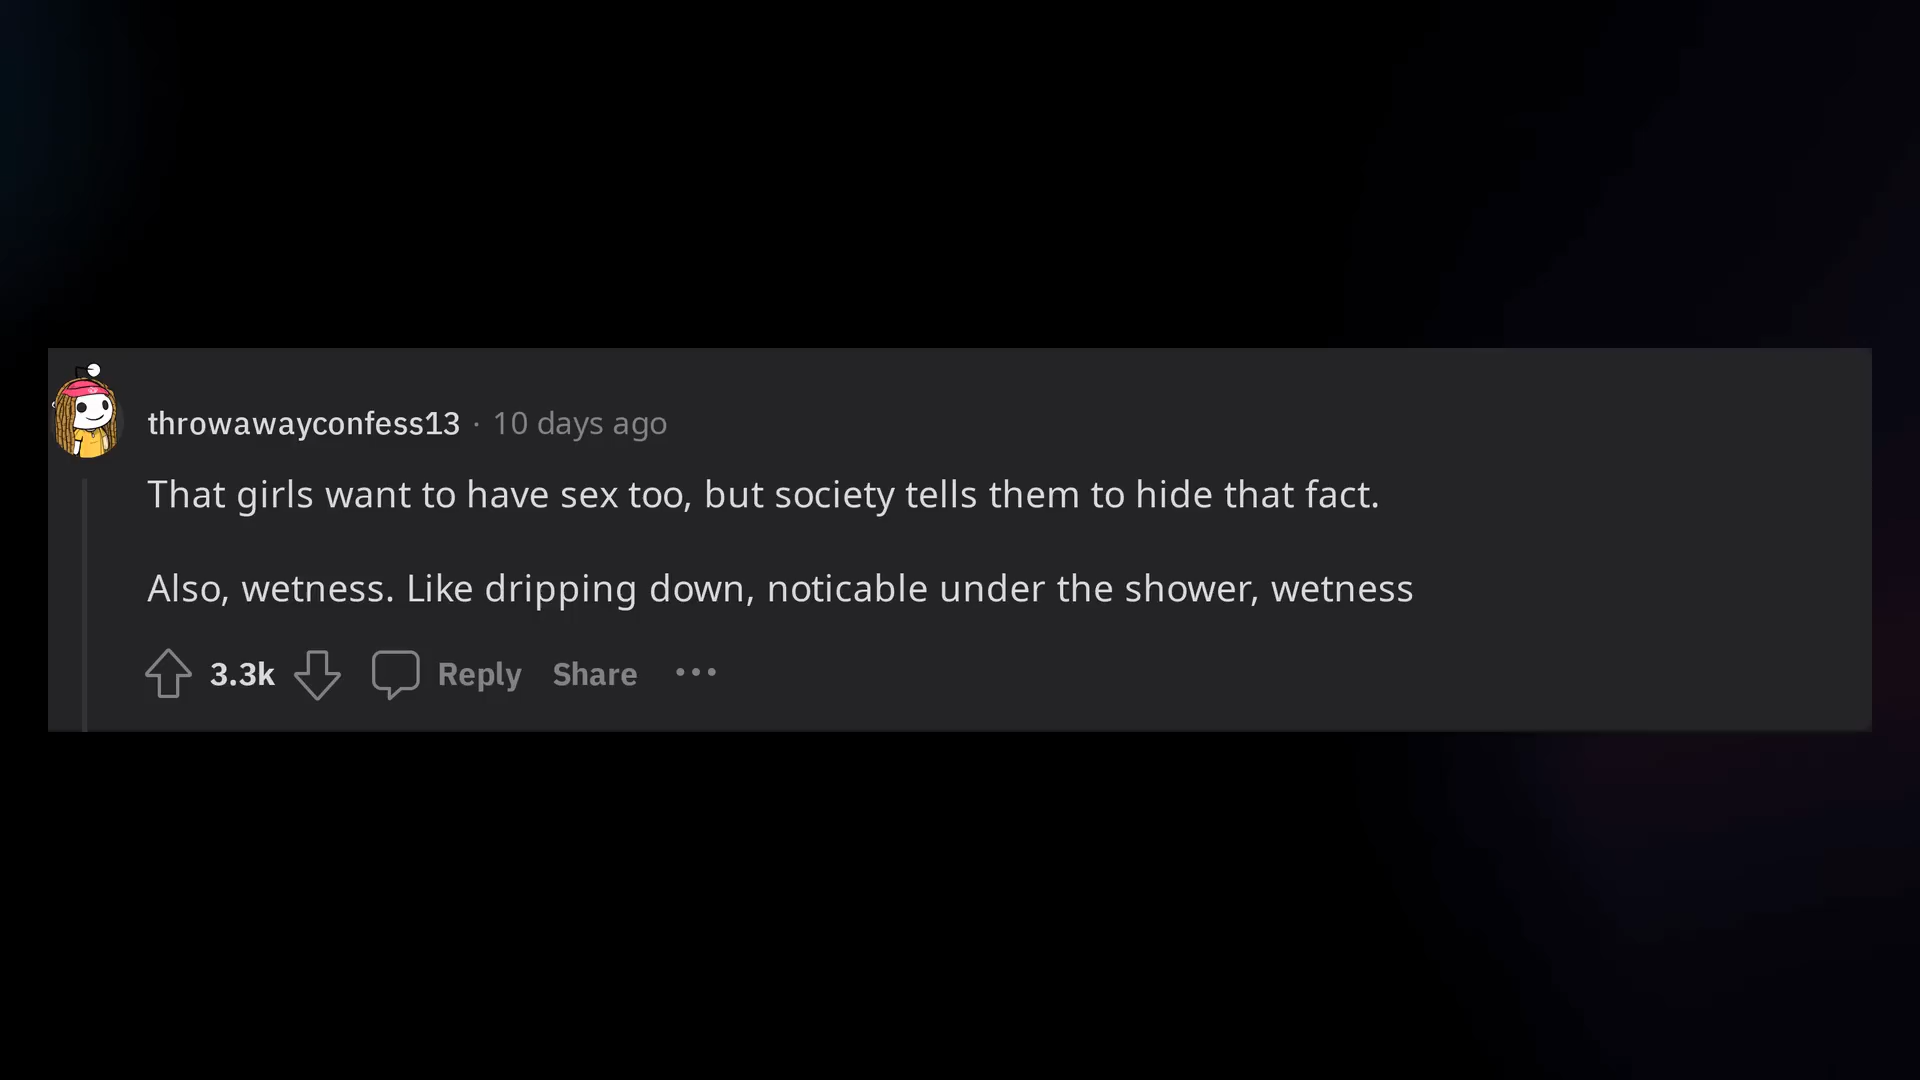 throwawayconfess13 · 10 days ago
That girls want to have sex too, but society tells them to hide that fact.
Also, wetness. Like dripping down, noticable under the shower, wetness
3.3k Reply Share ···